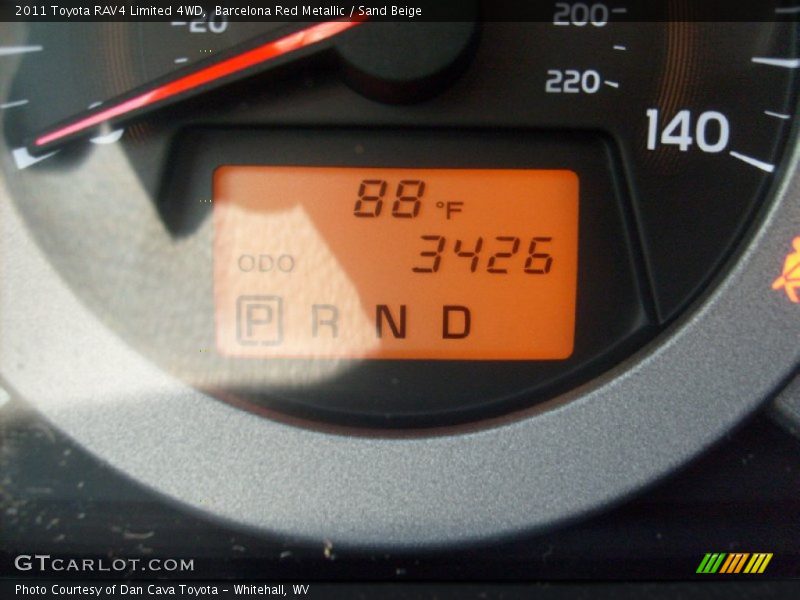 2011 Toyota RAV4 Limited 4WD, Barcelona Red Metallic / Sand Beige
20
200
220
140
88 °F
3426
ODO
P R N D
GTCARLOT.COM
Photo Courtesy of Dan Cava Toyota - Whitehall, WV